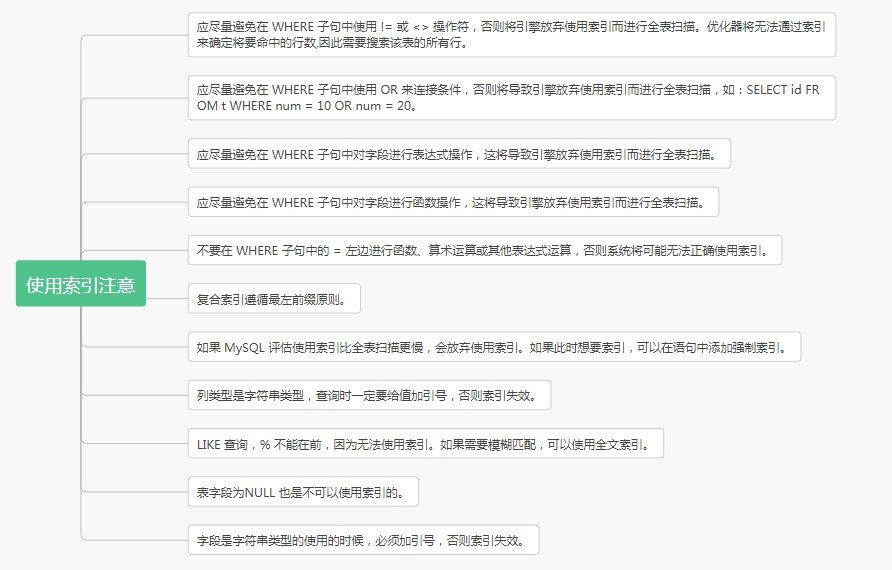 应尽量避免在 WHERE 子句中使用 != 或 <> 操作符，否则将引擎放弃使用索引而进行全表扫描。优化器将无法通过索引
来确定将要命中的行数,因此需要搜索该表的所有行。
应尽量避免在 WHERE 子句中使用 OR 来连接条件，否则将导致引擎放弃使用索引而进行全表扫描，如：SELECT id FR
OM t WHERE num = 10 OR num = 20。
应尽量避免在 WHERE 子句中对字段进行表达式操作，这将导致引擎放弃使用索引而进行全表扫描。
应尽量避免在 WHERE 子句中对字段进行函数操作，这将导致引擎放弃使用索引而进行全表扫描。
不要在 WHERE 子句中的 = 左边进行函数、算术运算或其他表达式运算，否则系统将可能无法正确使用索引。
使用索引注意
复合索引遵循最左前缀原则。
如果 MySQL 评估使用索引比全表扫描更慢，会放弃使用索引。如果此时想要索引，可以在语句中添加强制索引。
列类型是字符串类型，查询时一定要给值加引号，否则索引失效。
LIKE 查询，% 不能在前，因为无法使用索引。如果需要模糊匹配，可以使用全文索引。
表字段为NULL 也是不可以使用索引的。
字段是字符串类型的使用的时候，必须加引号，否则索引失效。